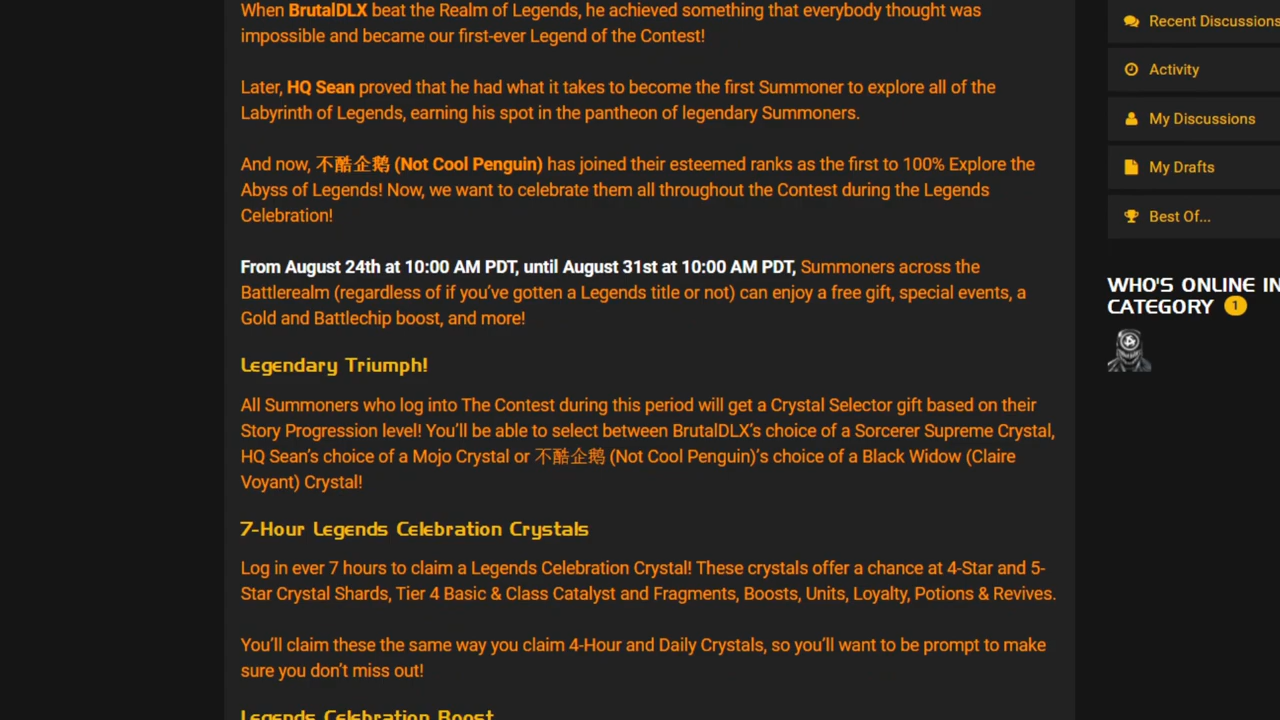 When BrutalDLX beat the Realm of Legends, he achieved something that everybody thought was
impossible and became our first-ever Legend of the Contest!
Later, HQ Sean proved that he had what it takes to become the first Summoner to explore all of the
Labyrinth of Legends, earning his spot in the pantheon of legendary Summoners.
And now, 不酷企鹅 (Not Cool Penguin) has joined their esteemed ranks as the first to 100% Explore the
Abyss of Legends! Now, we want to celebrate them all throughout the Contest during the Legends
Celebration!
From August 24th at 10:00 AM PDT, until August 31st at 10:00 AM PDT, Summoners across the
Battlerealm (regardless of if you've gotten a Legends title or not) can enjoy a free gift, special events, a
Gold and Battlechip boost, and more!
Legendary Triumph!
All Summoners who log into The Contest during this period will get a Crystal Selector gift based on their
Story Progression level! You'll be able to select between BrutalDLX's choice of a Sorcerer Supreme Crystal,
HQ Sean's choice of a Mojo Crystal or 不酷企鹅 (Not Cool Penguin)'s choice of a Black Widow (Claire
Voyant) Crystal!
7-Hour Legends Celebration Crystals
Log in ever 7 hours to claim a Legends Celebration Crystal! These crystals offer a chance at 4-Star and 5-
Star Crystal Shards, Tier 4 Basic & Class Catalyst and Fragments, Boosts, Units, Loyalty, Potions & Revives.
You'll claim these the same way you claim 4-Hour and Daily Crystals, so you'll want to be prompt to make
sure you don't miss out!
Legends Celebration Boost
Recent Discussions
Activity
My Discussions
My Drafts
Best Of...
WHO'S ONLINE IN
CATEGORY 1